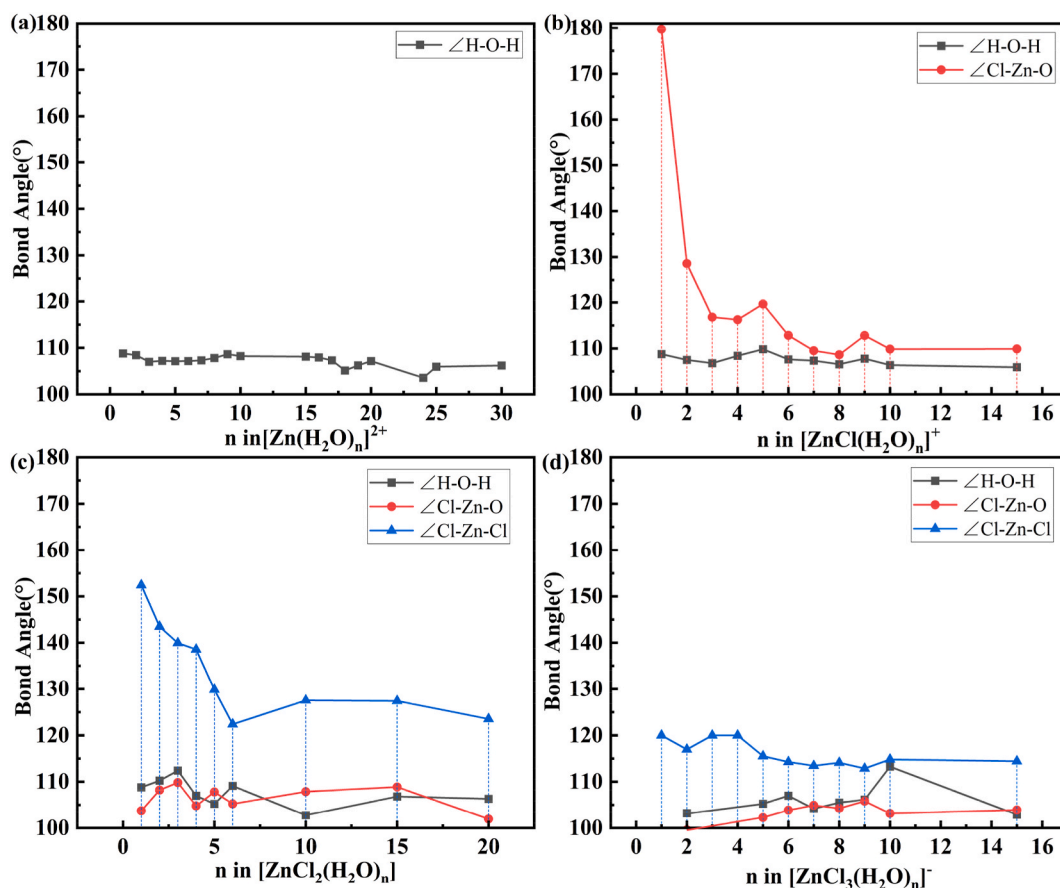 (a)
180
170
160
150
140
130
120
110
100
Bond Angle(°)
∠H-O-H
0 5 10 15 20 25 30
n in[Zn(H₂O)ₙ]²⁺
(b)
180
170
160
150
140
130
120
110
100
Bond Angle(°)
∠H-O-H
∠Cl-Zn-O
0 2 4 6 8 10 12 14 16
n in [ZnCl(H₂O)ₙ]⁺
(c)
180
170
160
150
140
130
120
110
100
Bond Angle(°)
∠H-O-H
∠Cl-Zn-O
∠Cl-Zn-Cl
0 5 10 15 20
n in [ZnCl₂(H₂O)ₙ]
(d)
180
170
160
150
140
130
120
110
100
Bond Angle(°)
∠H-O-H
∠Cl-Zn-O
∠Cl-Zn-Cl
0 2 4 6 8 10 12 14 16
n in [ZnCl₃(H₂O)ₙ]⁻